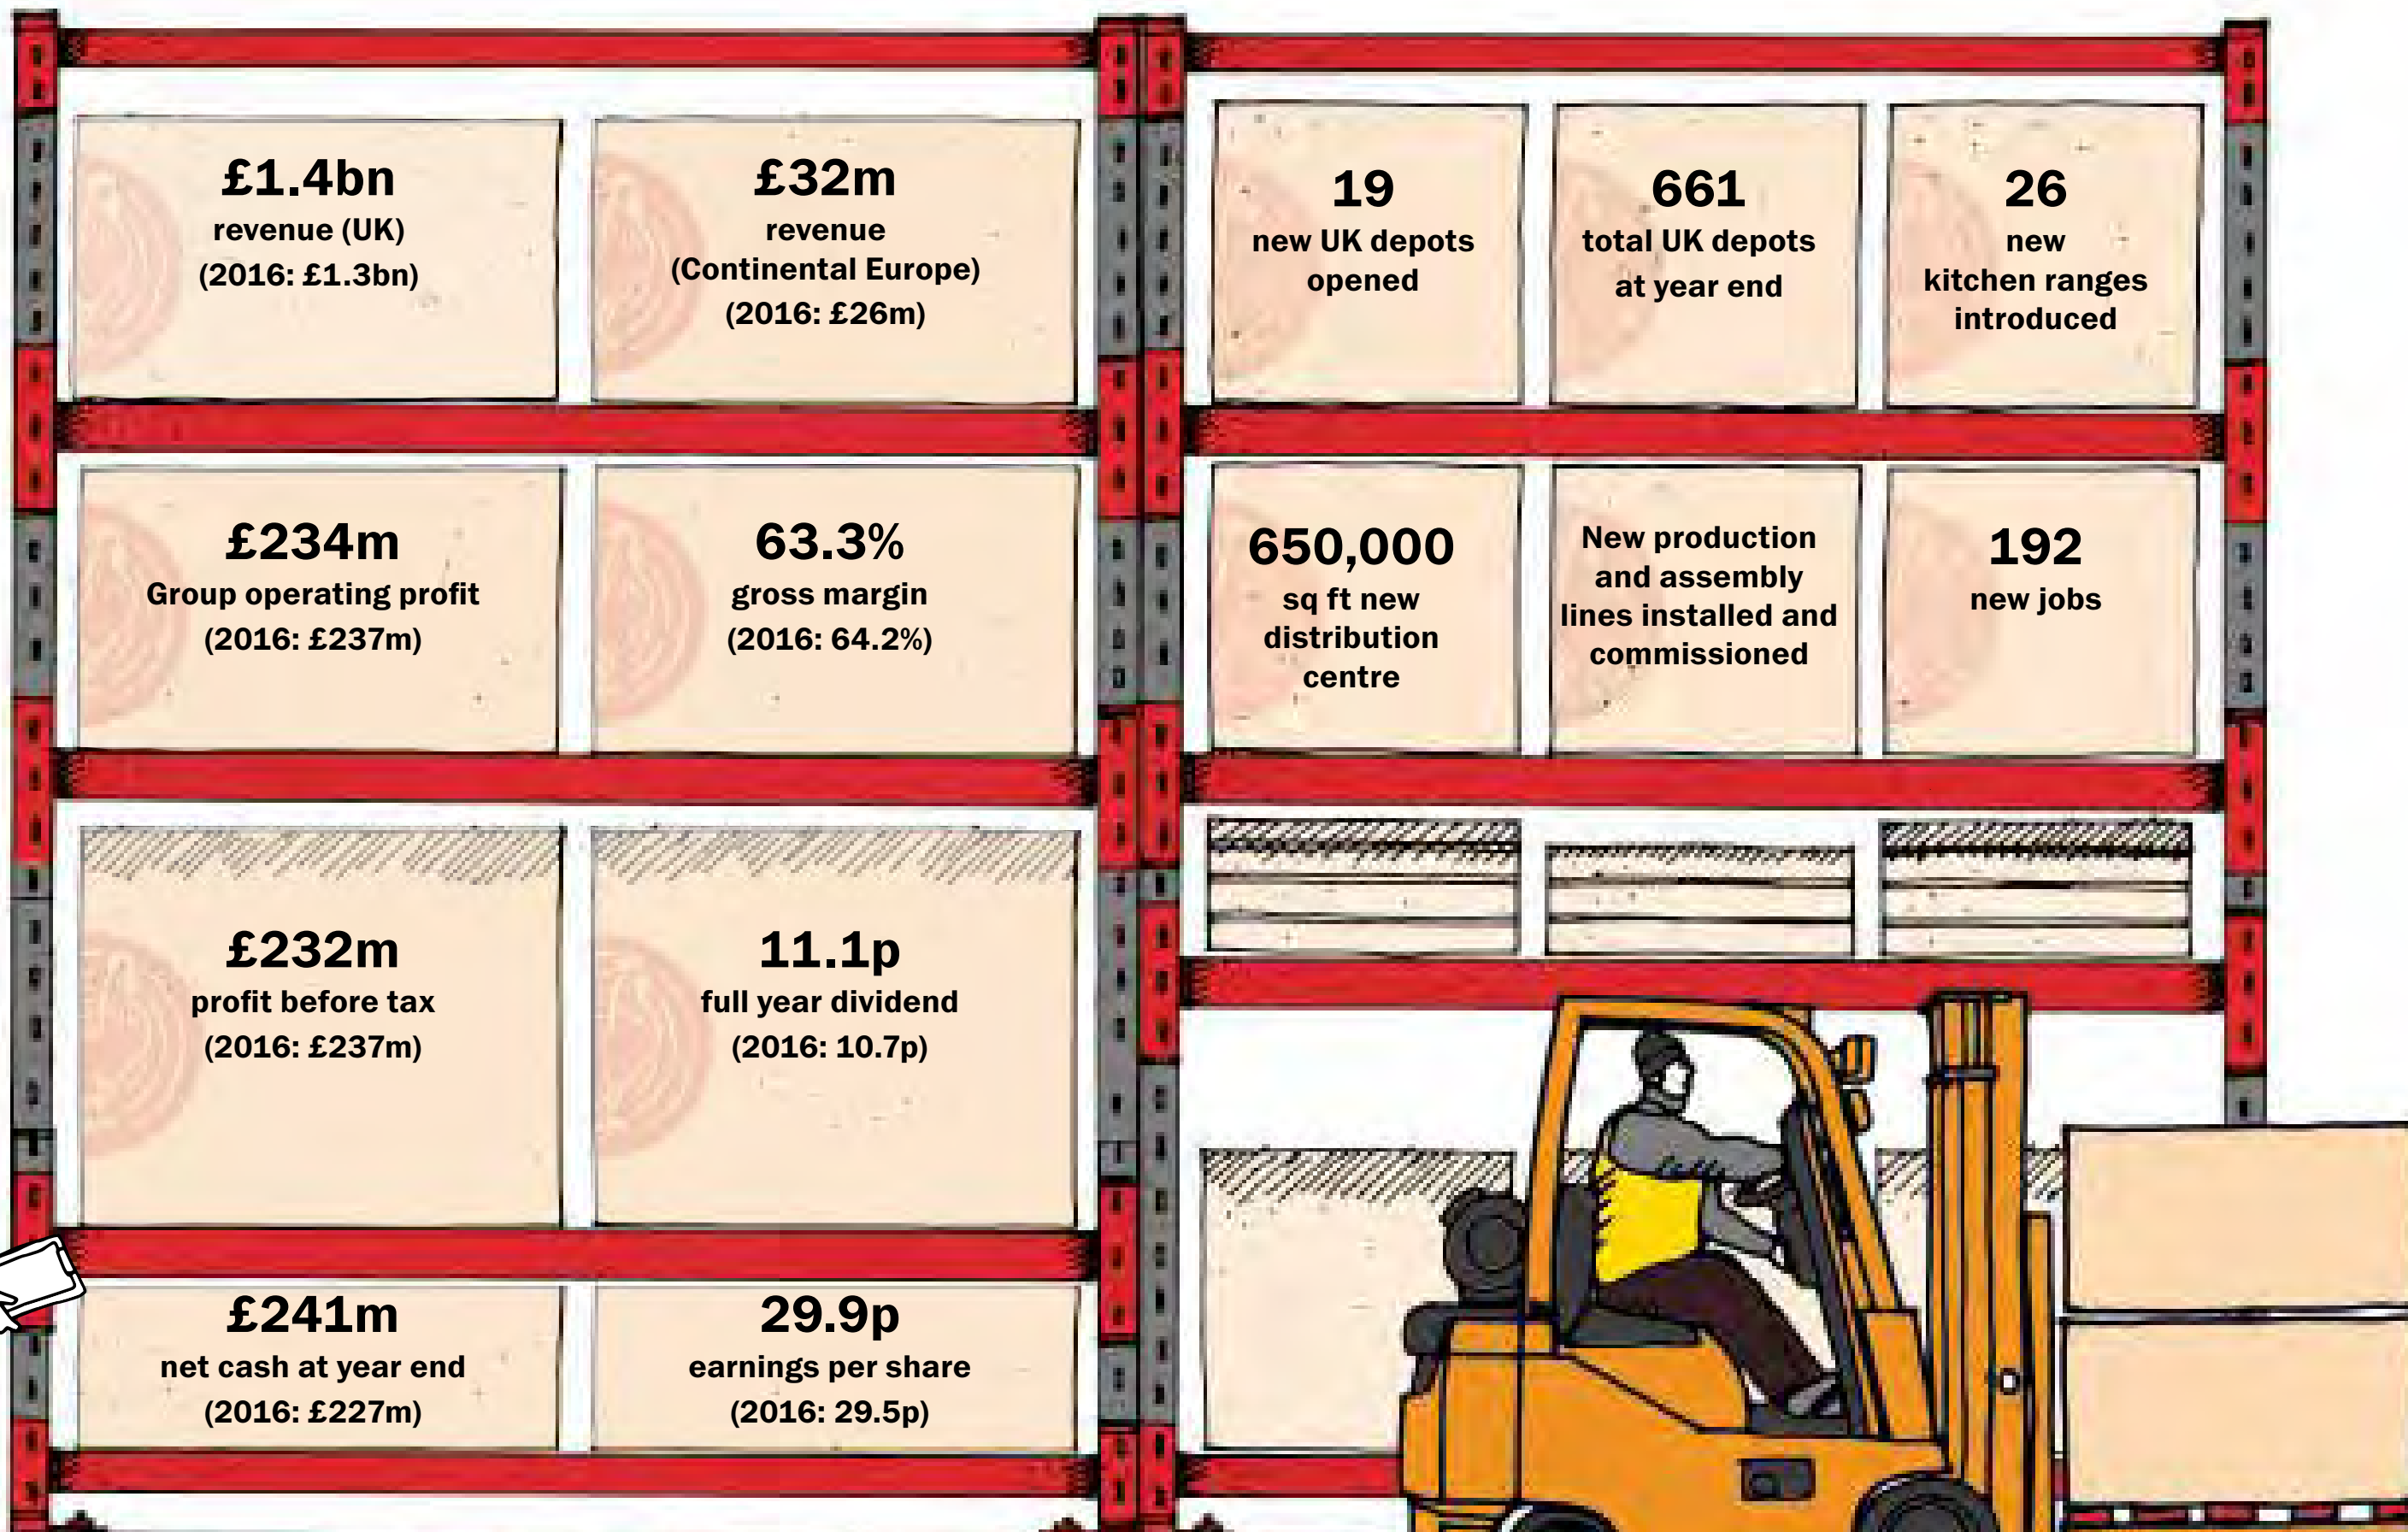 £1.4bn
revenue (UK)
(2016: £1.3bn)
£32m
revenue
(Continental Europe)
(2016: £26m)
19
new UK depots
opened
661
total UK depots
at year end
26
new
kitchen ranges
introduced
£234m
Group operating profit
(2016: £237m)
63.3%
gross margin
(2016: 64.2%)
650,000
sq ft new
distribution
centre
New production
and assembly
lines installed and
commissioned
192
new jobs
£232m
profit before tax
(2016: £237m)
11.1p
full year dividend
(2016: 10.7p)
£241m
net cash at year end
(2016: £227m)
29.9p
earnings per share
(2016: 29.5p)